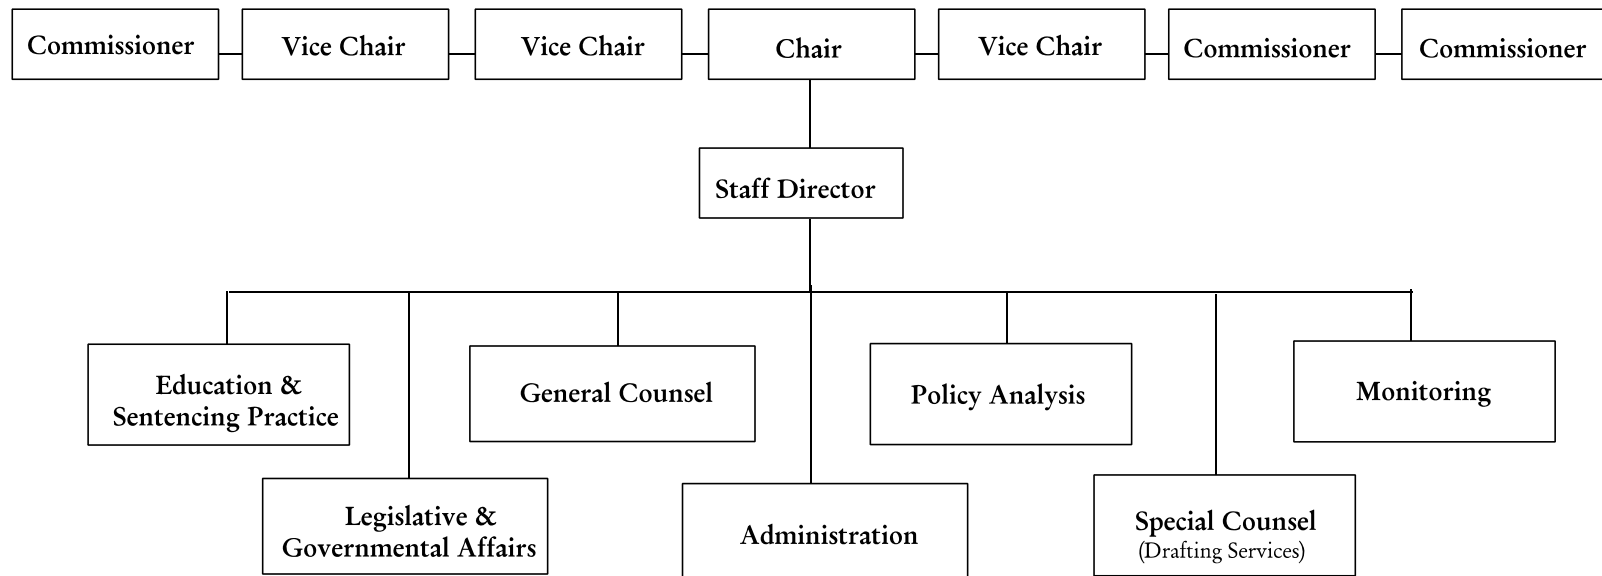 Commissioner
Vice Chair
Vice Chair
Chair
Vice Chair
Commissioner
Commissioner
Staff Director
Education &
Sentencing Practice
General Counsel
Policy Analysis
Monitoring
Legislative &
Governmental Affairs
Administration
Special Counsel
(Drafting Services)